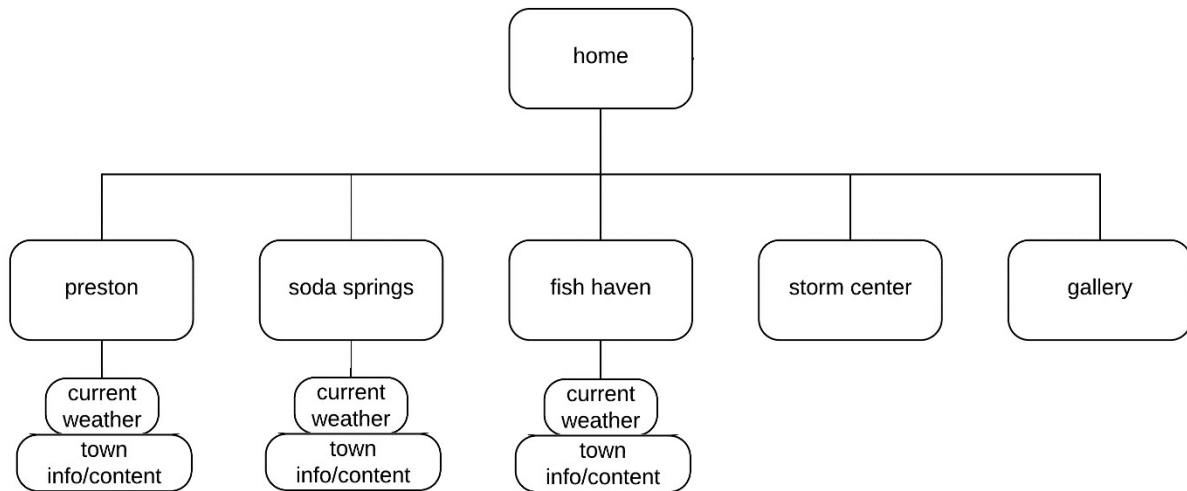 home
preston
soda springs
fish haven
storm center
gallery
current
weather
town
info/content
current
weather
town
info/content
current
weather
town
info/content